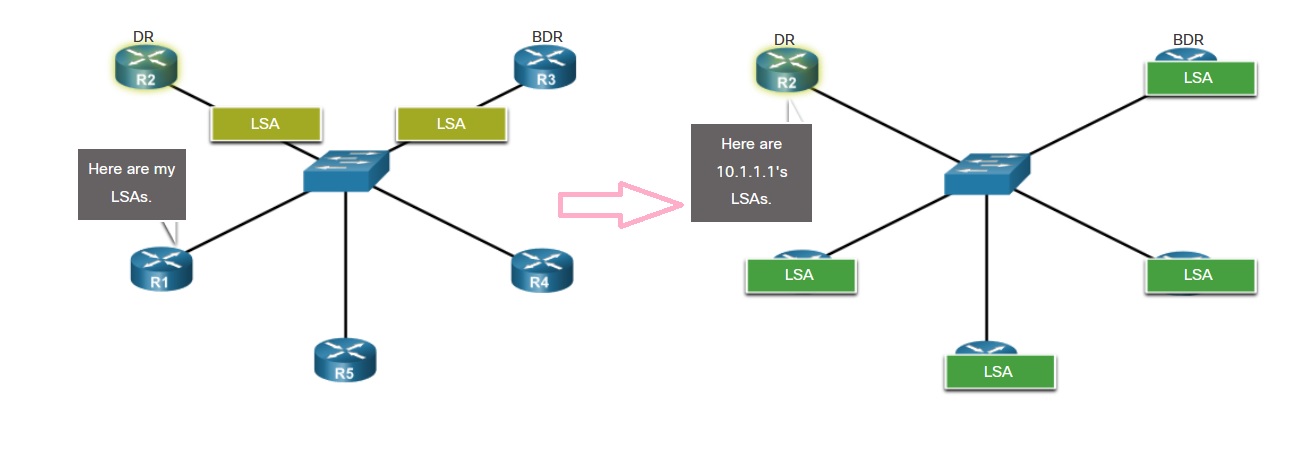 DR
BDR
R2
R3
LSA
LSA
Here are my
LSAs.
R1
R4
R5
DR
BDR
R2
LSA
Here are
10.1.1.1's
LSAs.
LSA
LSA
LSA